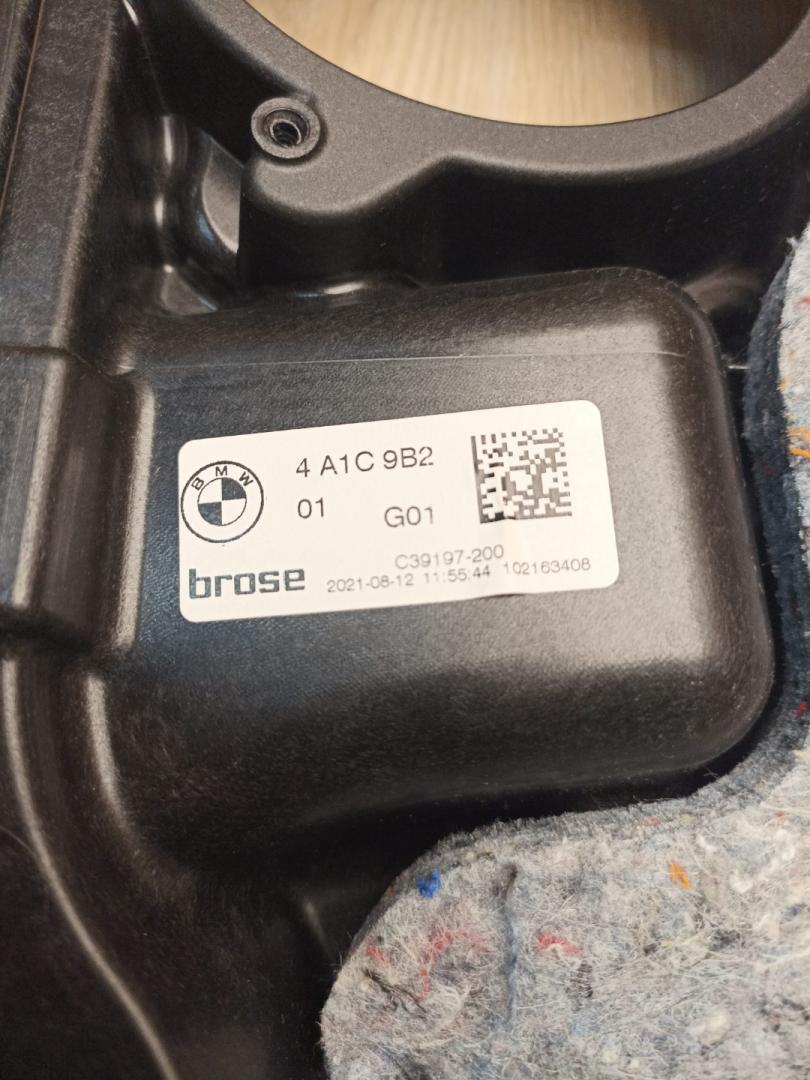 BMW
4 A1C 9B2
01 G01
C39197-200
brose 2021-08-12 11:55:44 102163408